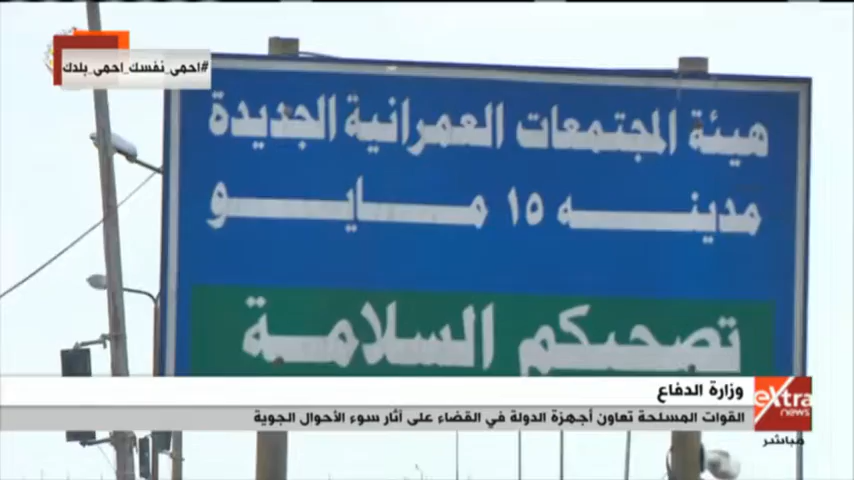 #احمى_نفسك_احمى_بلدك
هيئة المجتمعات العمرانية الجديدة
مدينه ١٥ مايو
تصحبكم السلامة
وزارة الدفاع
القوات المسلحة تعاون أجهزة الدولة في القضاء على آثار سوء الأحوال الجوية
eXtra
news
مباشر